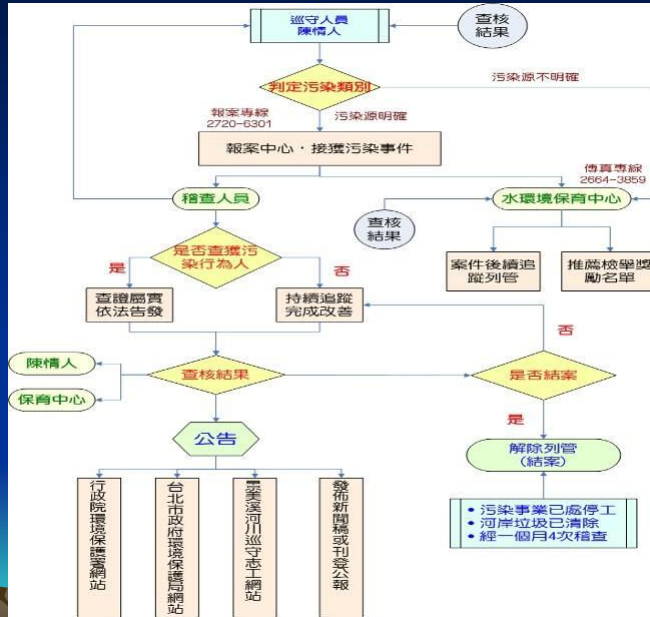 巡守人員
陳情人
查核
結果
判定污染類別
污染源不明確
報案專線
2720-6301
污染源明確
報案中心・接獲污染事件
傳真專線
2664-3859
稽查人員
水環境保育中心
查核
結果
是否查獲污
染行為人
是
否
查證屬實
依法告發
持續追蹤
完成改善
案件後續追
蹤列管
推薦檢舉獎
勵名單
否
陳情人
保育中心
查核結果
是否結案
是
公告
解除列管
(結案)
行政院環境保護署網站
台北市政府環境保護局網站
景美溪河川巡守志工網站
發佈新聞稿或刊登公報
• 污染事業已處停工
• 河岸垃圾已清除
• 經一個月4次稽查